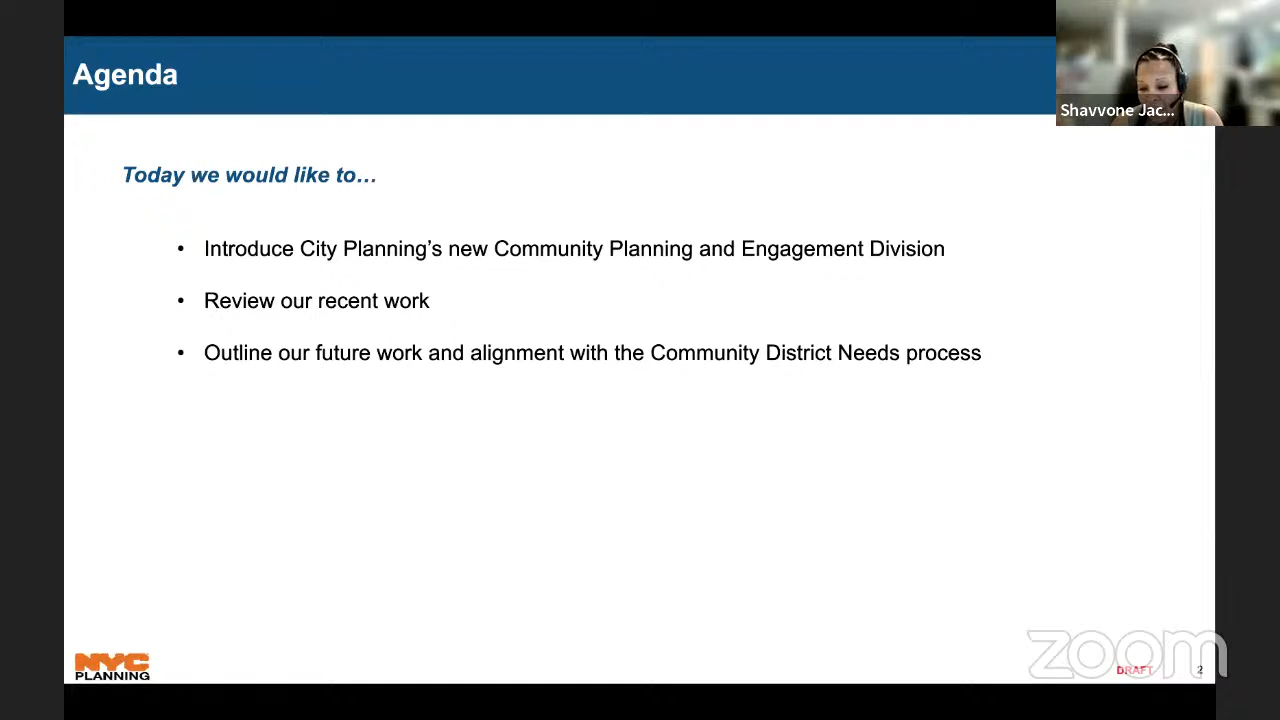 Agenda
Shavvone Jac...
Today we would like to…
• Introduce City Planning’s new Community Planning and Engagement Division
• Review our recent work
• Outline our future work and alignment with the Community District Needs process
NYC
PLANNING
zoom
DRAFT
2